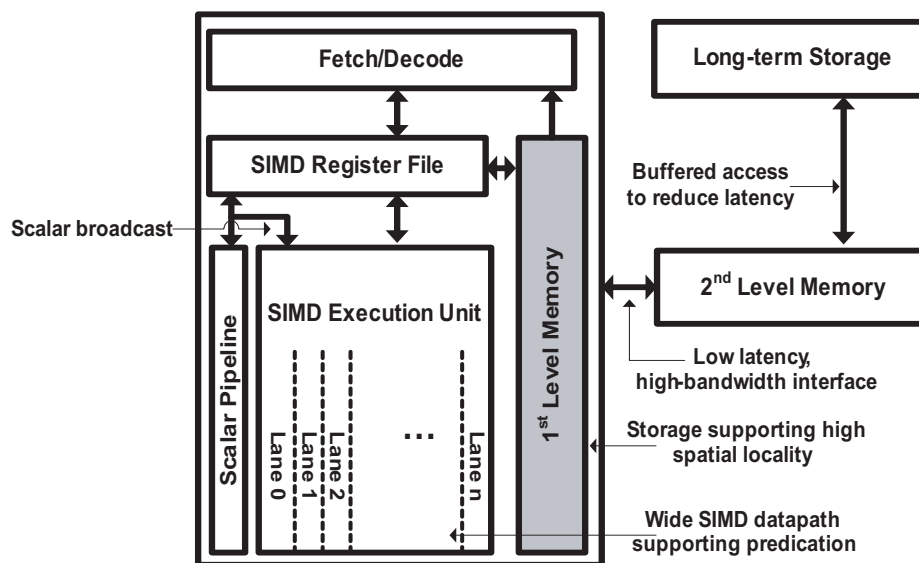 Fetch/Decode
Long-term Storage
SIMD Register File
Buffered access
to reduce latency
Scalar broadcast
SIMD Execution Unit
2nd Level Memory
Scalar Pipeline
Lane 0
Lane 1
Lane 2
...
Lane n
1st Level Memory
Low latency,
high-bandwidth interface
Storage supporting high
spatial locality
Wide SIMD datapath
supporting predication